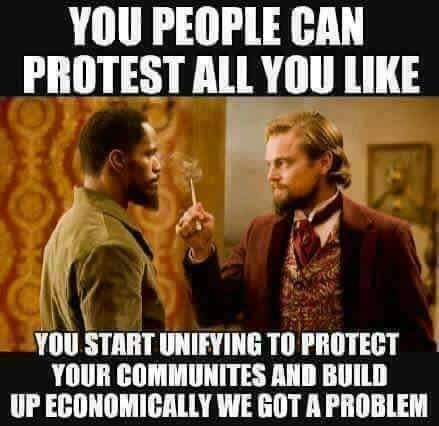 YOU PEOPLE CAN
PROTEST ALL YOU LIKE
YOU START UNIFYING TO PROTECT
YOUR COMMUNITES AND BUILD
UP ECONOMICALLY WE GOT A PROBLEM